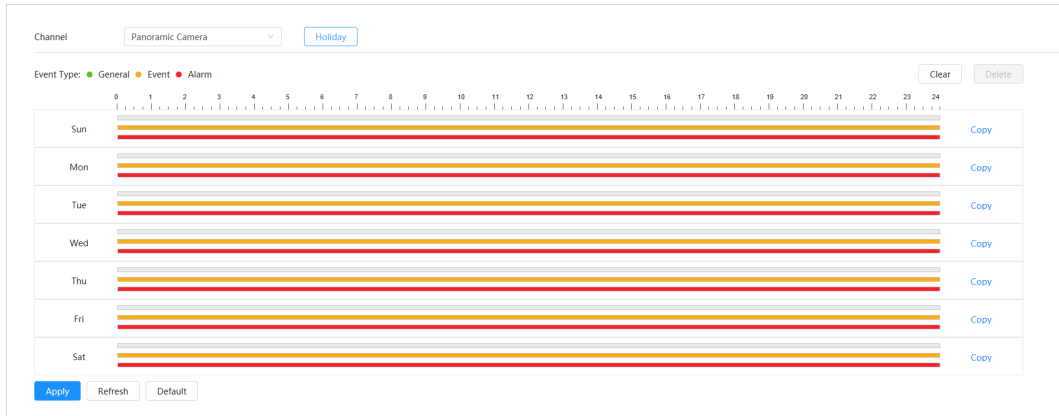 Channel Panoramic Camera Holiday
Event Type: General Event Alarm Clear Delete
0 1 2 3 4 5 6 7 8 9 10 11 12 13 14 15 16 17 18 19 20 21 22 23 24
Sun Copy
Mon Copy
Tue Copy
Wed Copy
Thu Copy
Fri Copy
Sat Copy
Apply Refresh Default